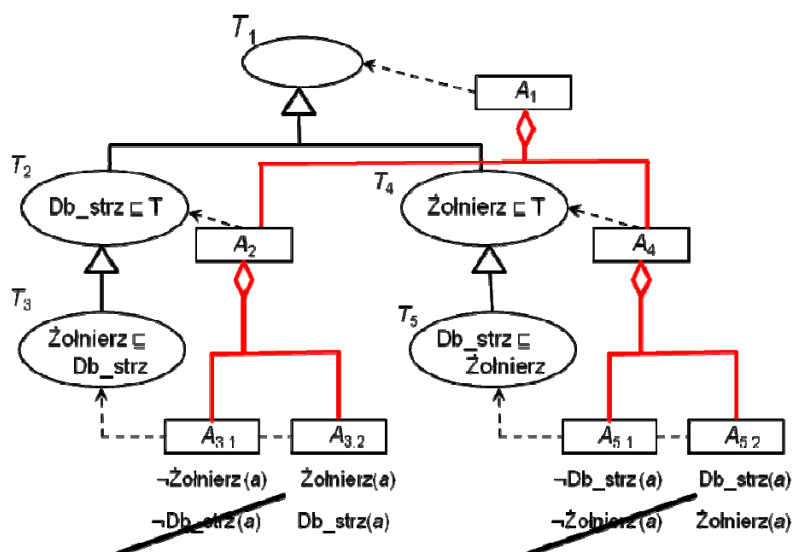 T₁
A₁
T₂
T₄
Db_strz ⊑ T
Żołnierz ⊑ T
A₂
A₄
T₃
T₅
Żołnierz ⊑
Db_strz
Db_strz ⊑
Żołnierz
A₃.₁
A₃.₂
A₅.₁
A₅.₂
¬Żołnierz(a)
Żołnierz(a)
¬Db_strz(a)
Db_strz(a)
¬Db_strz(a)
Db_strz(a)
¬Żołnierz(a)
Żołnierz(a)